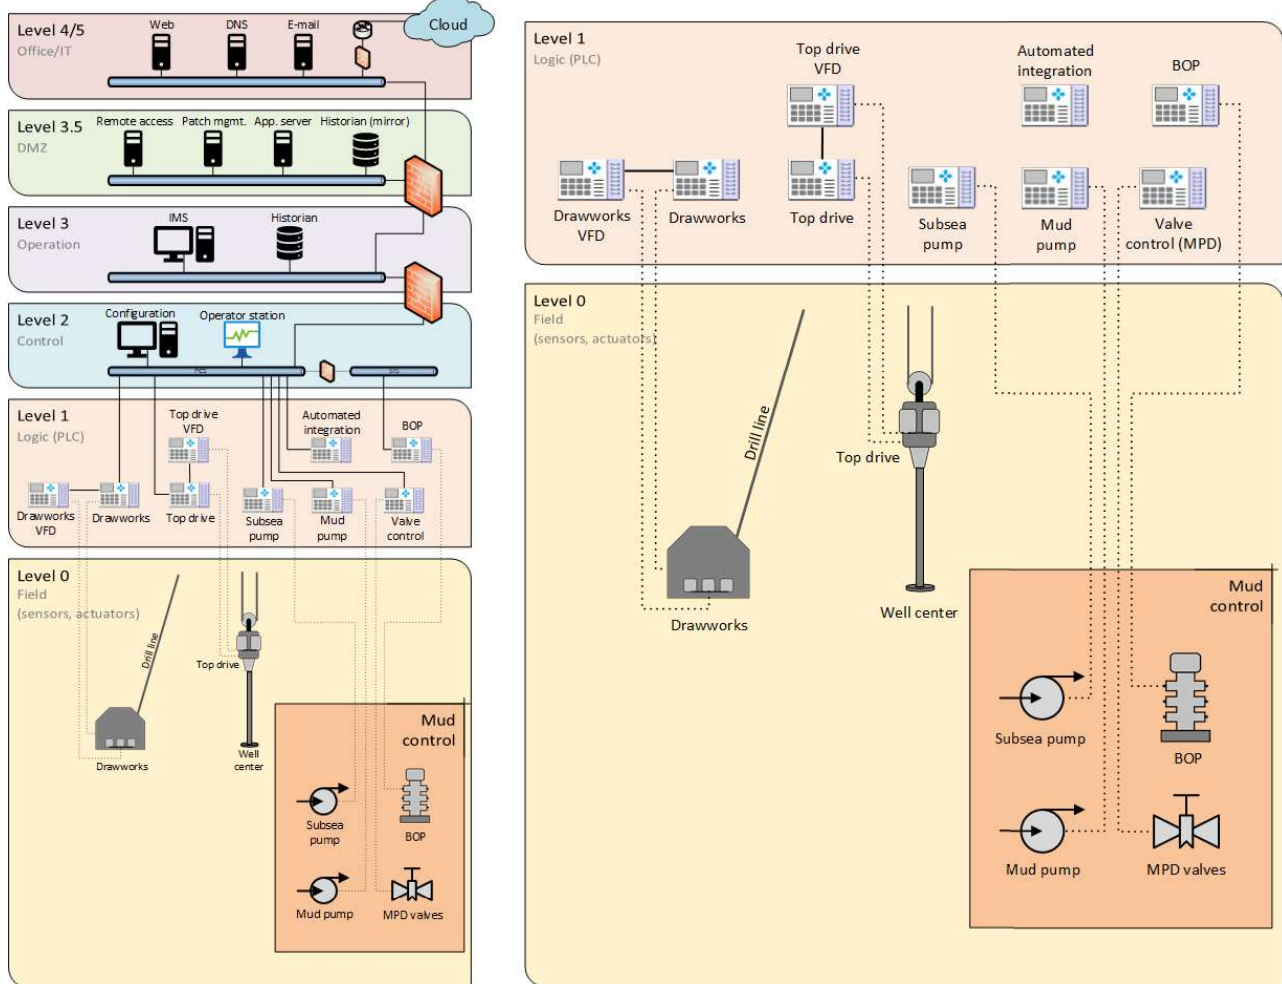 Level 4/5
Office/IT
Web
DNS
E-mail
Cloud
Level 3.5
DMZ
Remote access
Patch mgmt.
App. server
Historian (mirror)
Level 3
Operation
IMS
Historian
Level 2
Control
Configuration
Operator station
PCS
SIS
Level 1
Logic (PLC)
Top drive
VFD
Automated
integration
BOP
Drawworks
VFD
Drawworks
Top drive
Subsea
pump
Mud
pump
Valve
control
Level 0
Field
(sensors, actuators)
Drill line
Top drive
Drawworks
Well
center
Mud
control
Subsea
pump
BOP
Mud pump
MPD valves
Level 1
Logic (PLC)
Top drive
VFD
Automated
integration
BOP
Drawworks
VFD
Drawworks
Top drive
Subsea
pump
Mud
pump
Valve
control (MPD)
Level 0
Field
(sensors, actuators)
Drill line
Top drive
Drawworks
Well center
Mud
control
Subsea pump
BOP
Mud pump
MPD valves